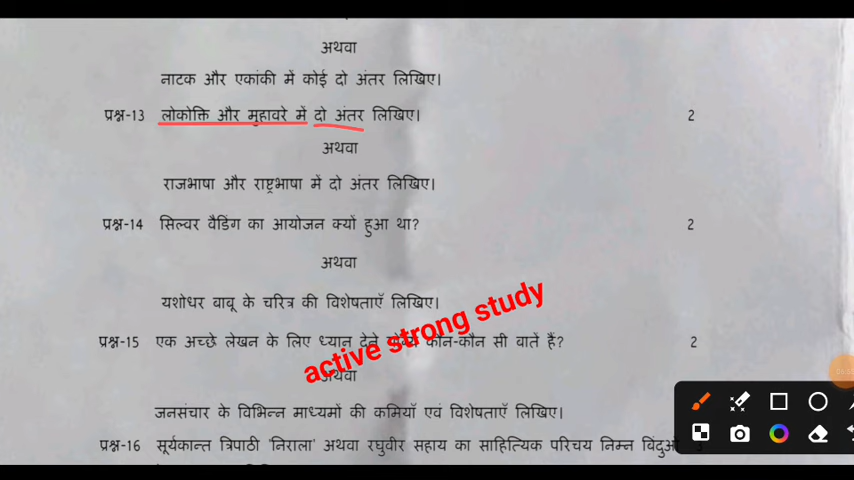 अथवा
नाटक और एकांकी में कोई दो अंतर लिखिए।
प्रश्न-13 लोकोक्ति और मुहावरे में दो अंतर लिखिए। 2
अथवा
राजभाषा और राष्ट्रभाषा में दो अंतर लिखिए।
प्रश्न-14 सिल्वर वैडिंग का आयोजन क्यों हुआ था? 2
अथवा
यशोधर वाबू के चरित्र की विशेषताएँ लिखिए।
active strong study
प्रश्न-15 एक अच्छे लेखन के लिए ध्यान देने योग्य कौन-कौन सी वातें हैं? 2
अथवा
जनसंचार के विभिन्न माध्यमों की कमियाँ एवं विशेषताएँ लिखिए।
प्रश्न-16 सूर्यकान्त त्रिपाठी 'निराला' अथवा रघुवीर सहाय का साहित्यिक परिचय निम्न विंदुओं